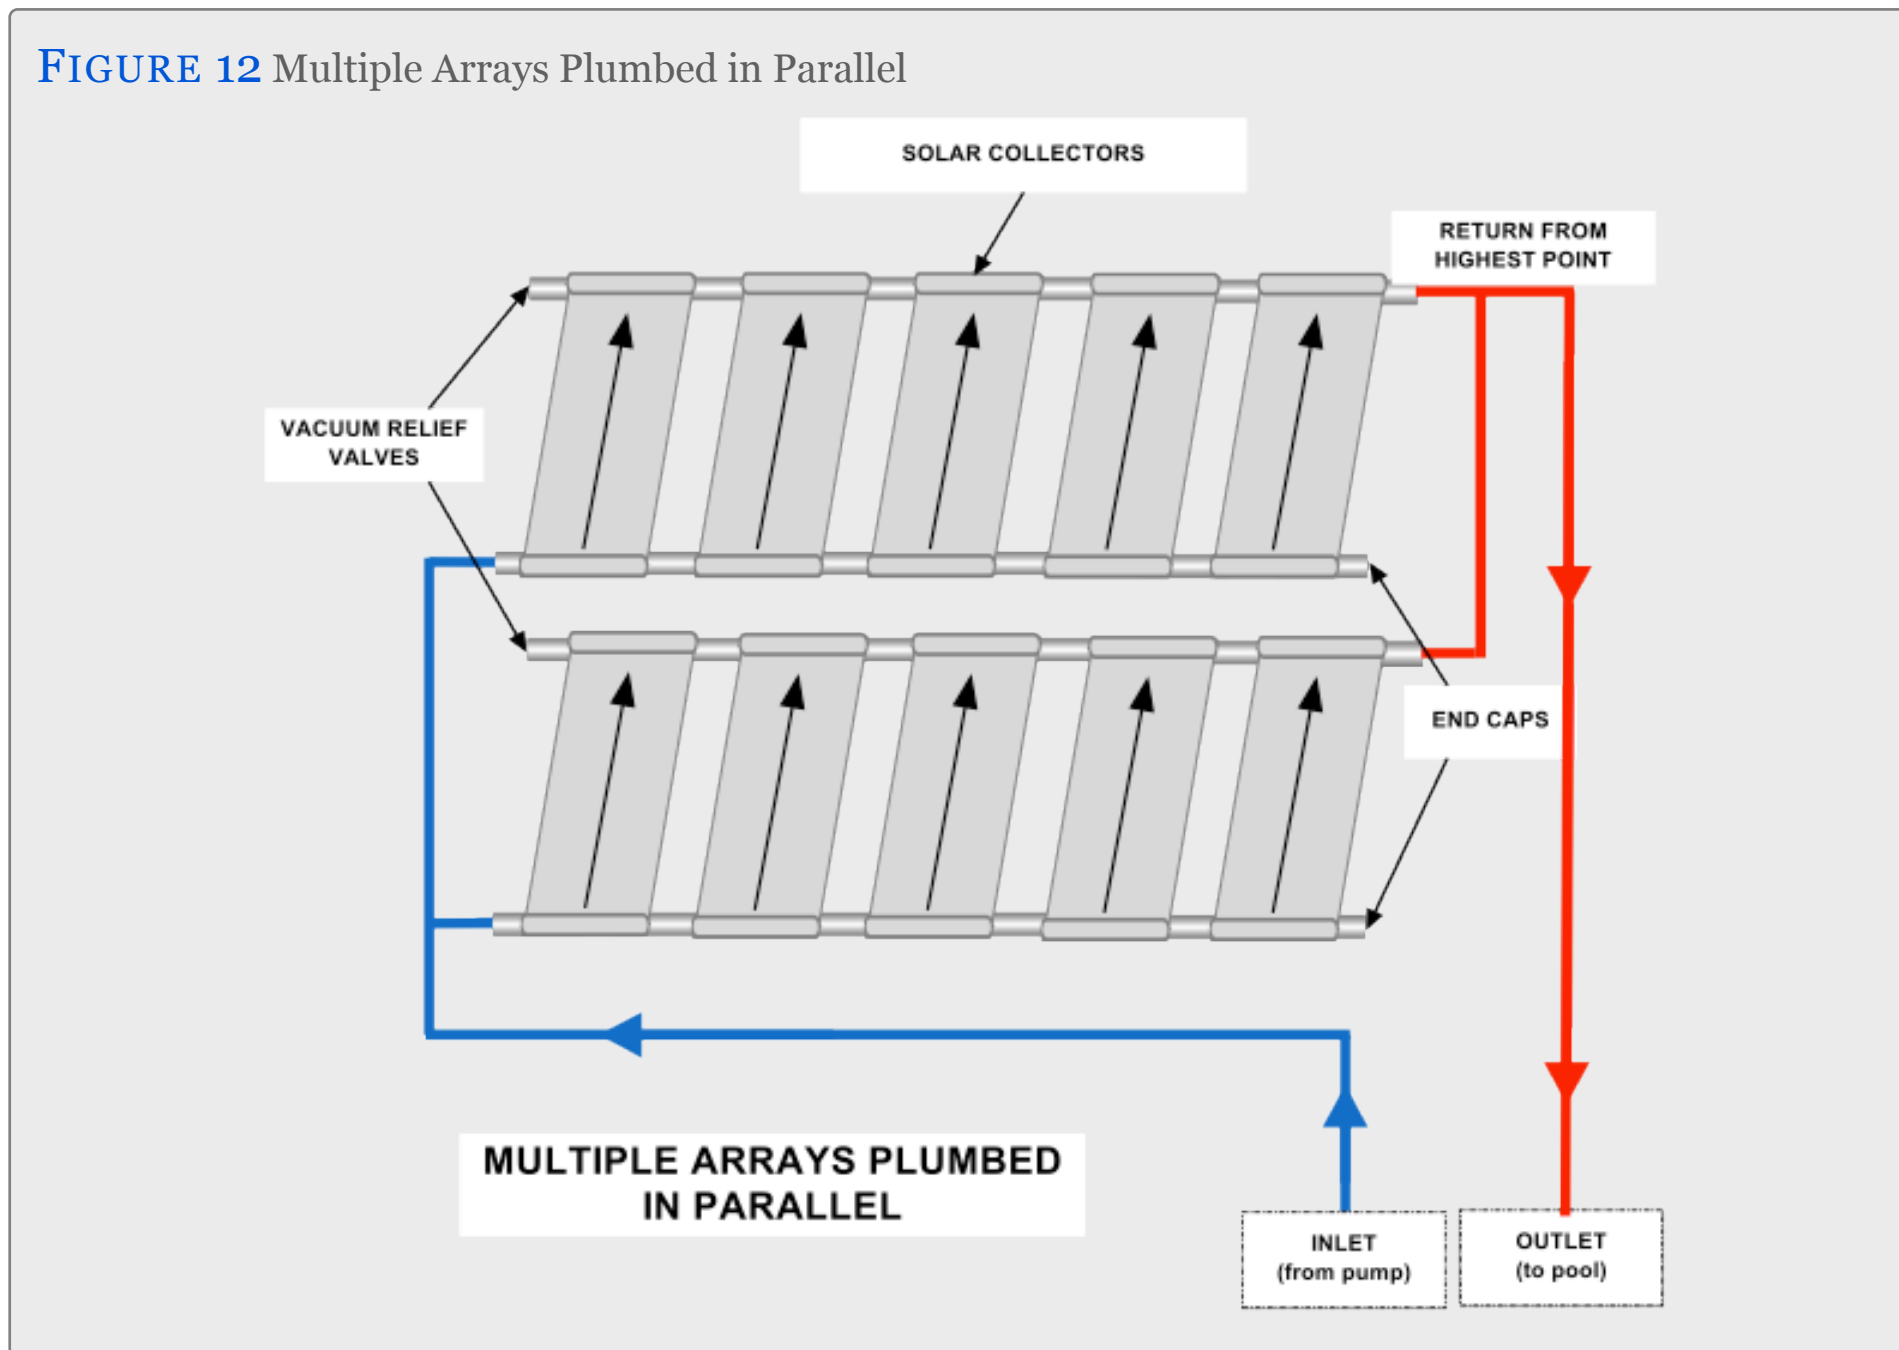 FIGURE 12 Multiple Arrays Plumbed in Parallel
SOLAR COLLECTORS
RETURN FROM
HIGHEST POINT
VACUUM RELIEF
VALVES
END CAPS
MULTIPLE ARRAYS PLUMBED
IN PARALLEL
INLET
(from pump)
OUTLET
(to pool)